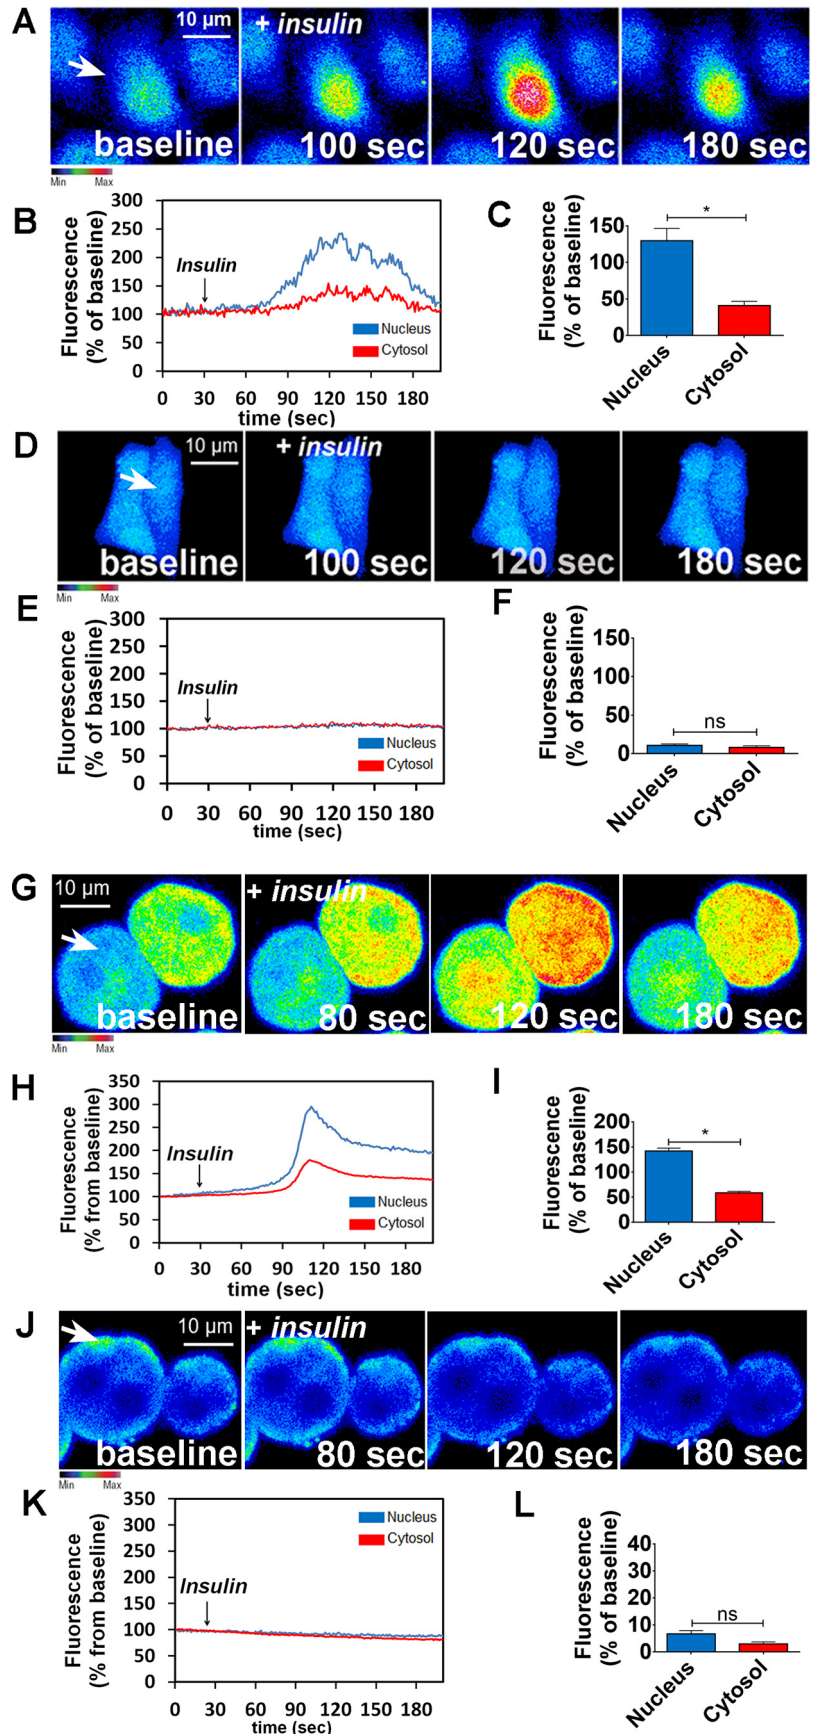 A
10 µm
+ insulin
baseline
100 sec
120 sec
180 sec
Min Max
B
Fluorescence
(% of baseline)
300
250
200
150
100
50
0
Insulin
Nucleus
Cytosol
0 30 60 90 120 150 180
time (sec)
C
Fluorescence
(% of baseline)
150
100
50
0
*
Nucleus
Cytosol
D
10 µm
+ insulin
baseline
100 sec
120 sec
180 sec
Min Max
E
Fluorescence
(% of baseline)
300
250
200
150
100
50
0
Insulin
Nucleus
Cytosol
0 30 60 90 120 150 180
time (sec)
F
Fluorescence
(% of baseline)
150
100
50
0
ns
Nucleus
Cytosol
G
10 µm
+ insulin
baseline
80 sec
120 sec
180 sec
Min Max
H
Fluorescence
(% from baseline)
350
300
250
200
150
100
50
0
Insulin
Nucleus
Cytosol
0 30 60 90 120 150 180
time (sec)
I
Fluorescence
(% of baseline)
200
150
100
50
0
*
Nucleus
Cytosol
J
10 µm
+ insulin
baseline
80 sec
120 sec
180 sec
Min Max
K
Fluorescence
(% from baseline)
350
300
250
200
150
100
50
0
Nucleus
Cytosol
Insulin
0 30 60 90 120 150 180
time (sec)
L
Fluorescence
(% of baseline)
40
30
20
10
0
ns
Nucleus
Cytosol